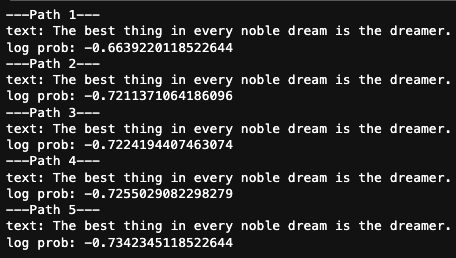 ---Path 1---
text: The best thing in every noble dream is the dreamer.
log prob: -0.6639220118522644
---Path 2---
text: The best thing in every noble dream is the dreamer.
log prob: -0.7211371064186096
---Path 3---
text: The best thing in every noble dream is the dreamer.
log prob: -0.7224194407463074
---Path 4---
text: The best thing in every noble dream is the dreamer.
log prob: -0.7255029082298279
---Path 5---
text: The best thing in every noble dream is the dreamer.
log prob: -0.7342345118522644